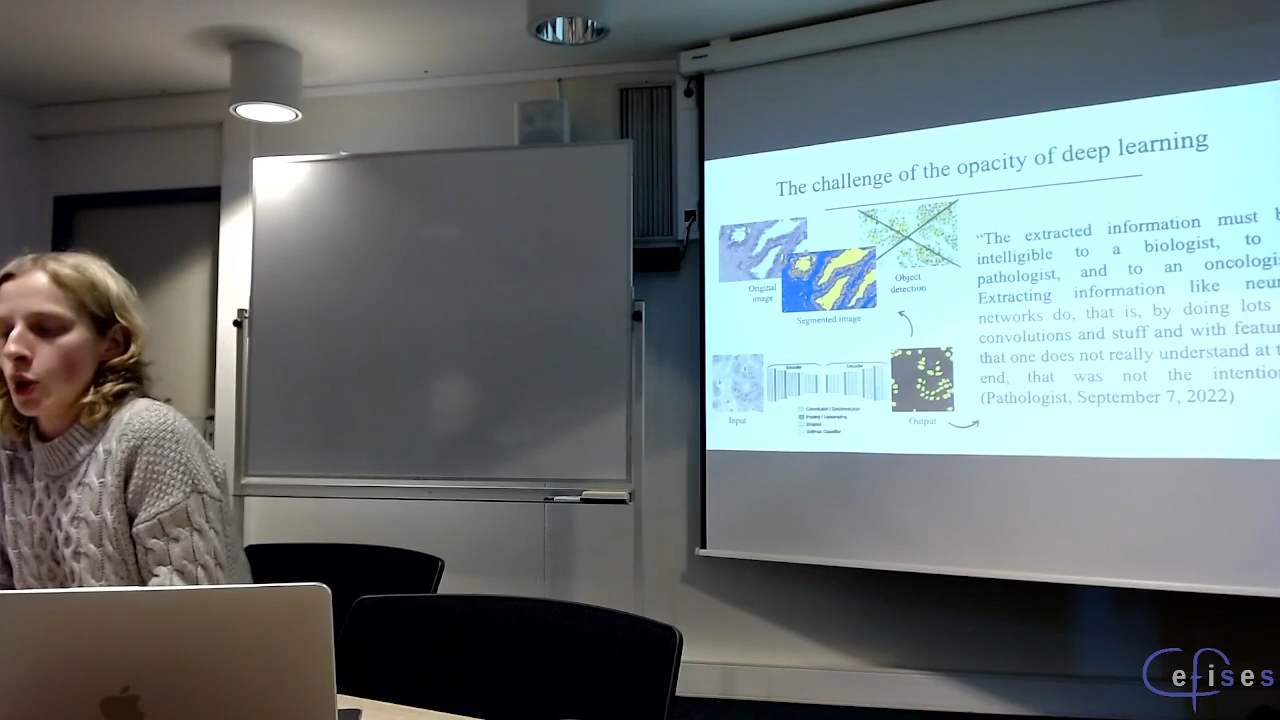 The challenge of the opacity of deep learning
Original
image
Segmented image
Object
detection
Input
Encoder
Decoder
Output
“The extracted information must
intelligible to a biologist, to
pathologist, and to an
Extracting information like
networks do, that is, by doing lots
convolutions and stuff and with
that one does not really understand at
end, that was not the
(Pathologist, September 7, 2022)
Cefises